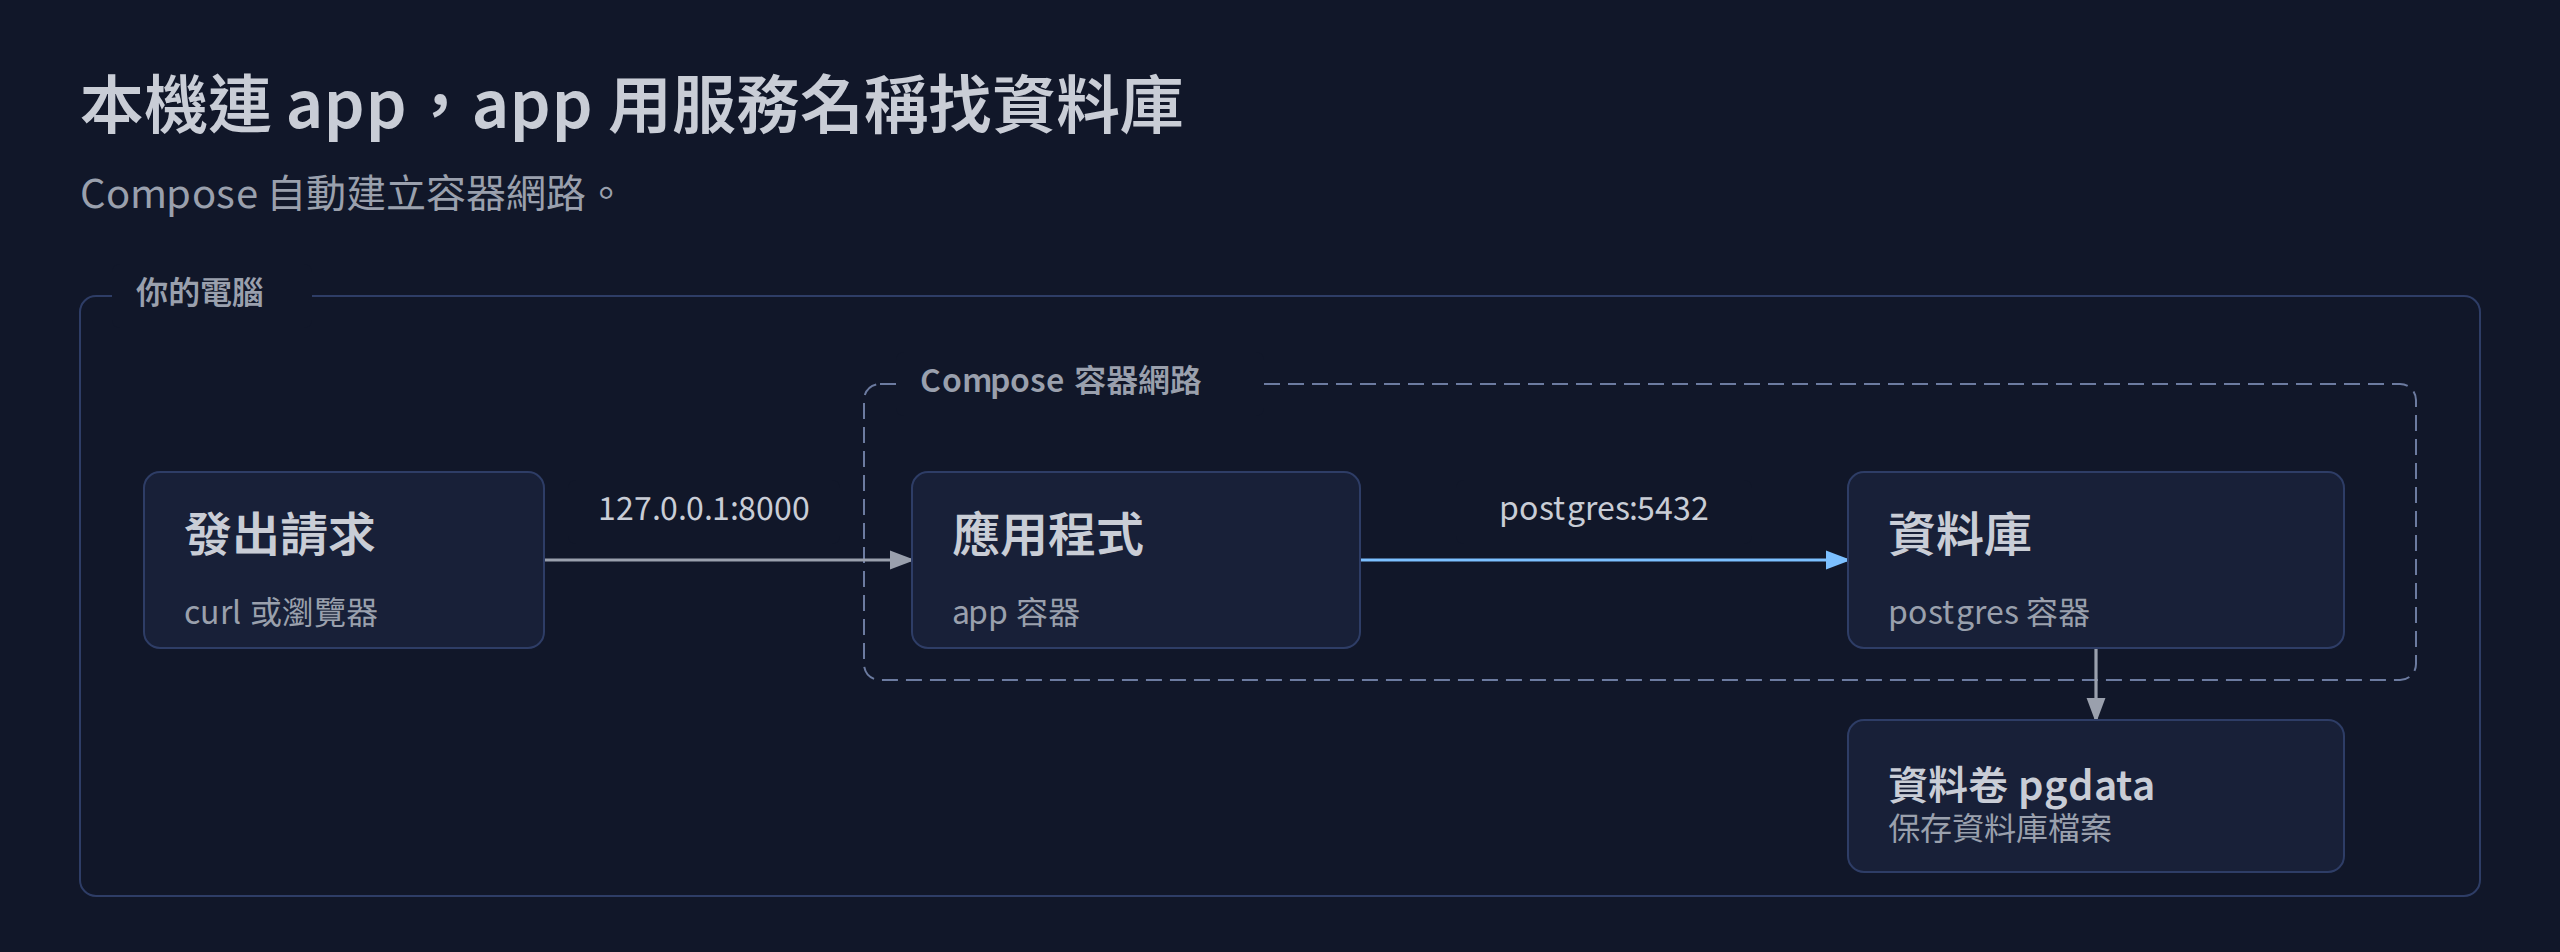 本機連 app，app 用服務名稱找資料庫
Compose 自動建立容器網路。
你的電腦
Compose 容器網路
發出請求
curl 或瀏覽器
127.0.0.1:8000
應用程式
app 容器
postgres:5432
資料庫
postgres 容器
資料卷 pgdata
保存資料庫檔案